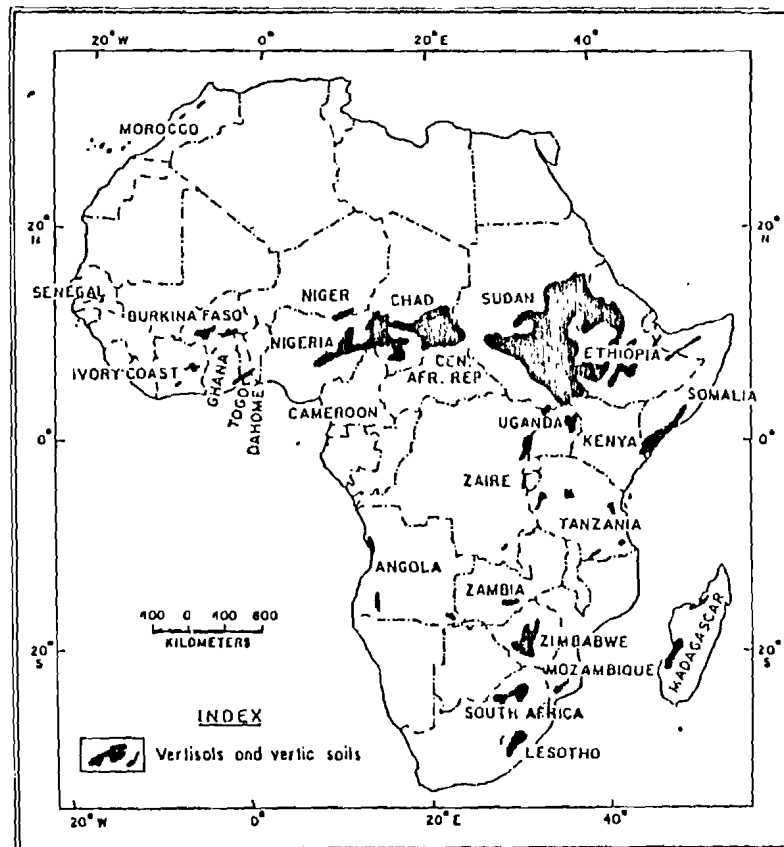 20° W 0° 20° E 40°
MOROCCO
20° N
20° N
SENEGAL
NIGER
CHAD
SUDAN
BURKINA FASO
NIGERIA
ETHIOPIA
IVORY COAST
GHANA
TOGO
DAHOME
CEN.
AFR. REP
CAMEROON
SOMALIA
UGANDA
KENYA
0°
0°
ZAIRE
TANZANIA
ANGOLA
ZAMBIA
MADAGASCAR
400 0 400 800
KILOMETERS
ZIMBABWE
20° S
20° S
MOZAMBIQUE
INDEX
SOUTH AFRICA
Vertisols and vertic soils
LESOTHO
20° W 0° 20° E 40°